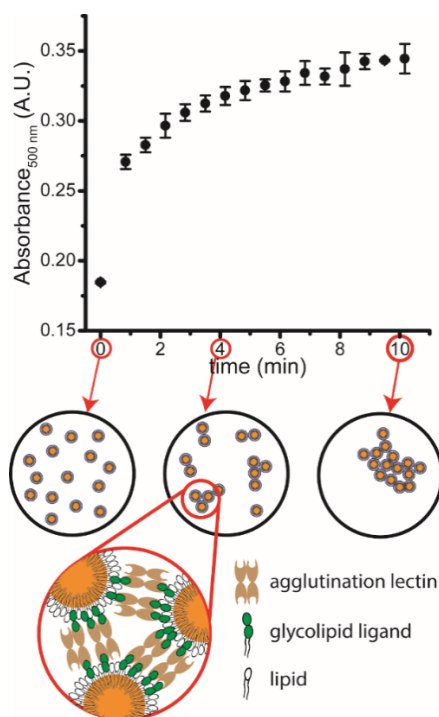 0.35
0.30
0.25
0.20
0.15
Absorbance500 nm (A.U.)
0 2 4 6 8 10
time (min)
agglutination lectin
glycolipid ligand
lipid